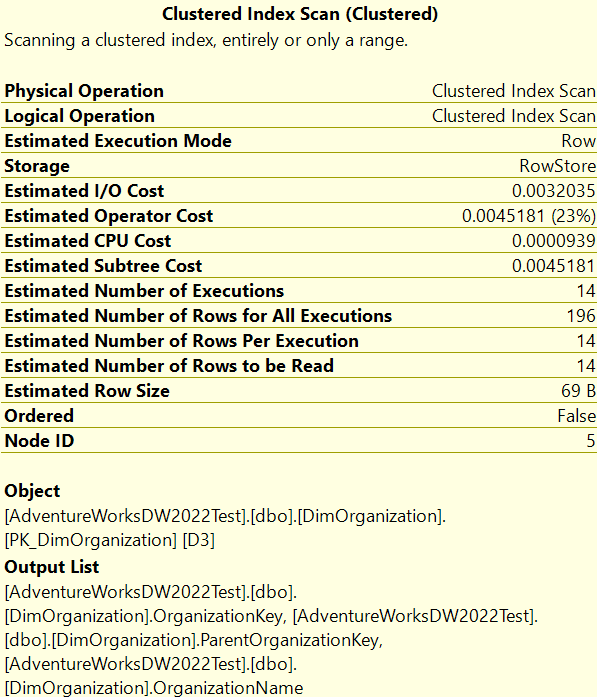 Clustered Index Scan (Clustered)
Scanning a clustered index, entirely or only a range.
Physical Operation Clustered Index Scan
Logical Operation Clustered Index Scan
Estimated Execution Mode Row
Storage RowStore
Estimated I/O Cost 0.0032035
Estimated Operator Cost 0.0045181 (23%)
Estimated CPU Cost 0.0000939
Estimated Subtree Cost 0.0045181
Estimated Number of Executions 14
Estimated Number of Rows for All Executions 196
Estimated Number of Rows Per Execution 14
Estimated Number of Rows to be Read 14
Estimated Row Size 69 B
Ordered False
Node ID 5
Object
[AdventureWorksDW2022Test].[dbo].[DimOrganization].
[PK_DimOrganization] [D3]
Output List
[AdventureWorksDW2022Test].[dbo].
[DimOrganization].OrganizationKey, [AdventureWorksDW2022Test].
[dbo].[DimOrganization].ParentOrganizationKey,
[AdventureWorksDW2022Test].[dbo].
[DimOrganization].OrganizationName